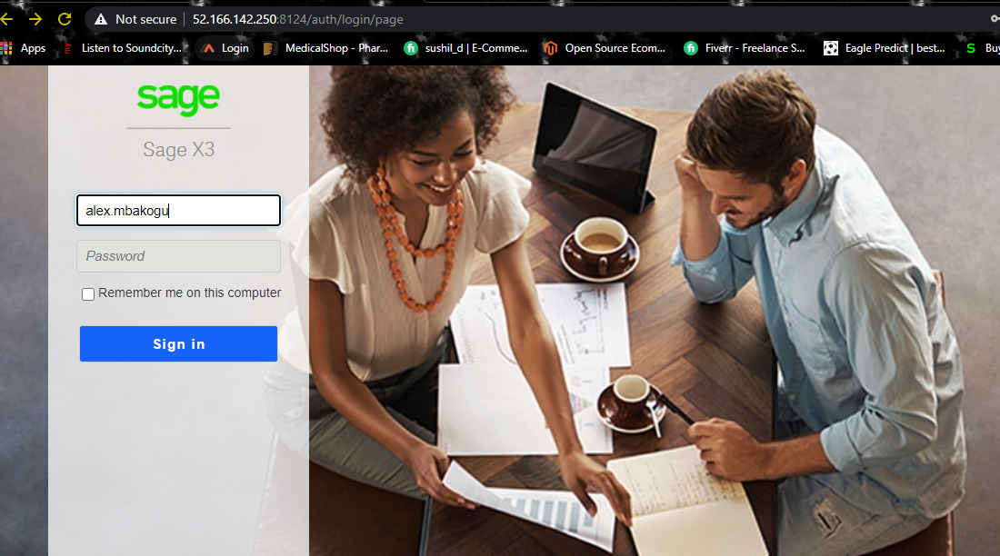 Not secure | 52.166.142.250:8124/auth/login/page
Apps Listen to Soundcity... Login MedicalShop - Phar... sushil_d | E-Comme... Open Source Ecom... Fiverr - Freelance S... Eagle Predict | best... Buy
sage
Sage X3
alex.mbakogu
Password
Remember me on this computer
Sign in